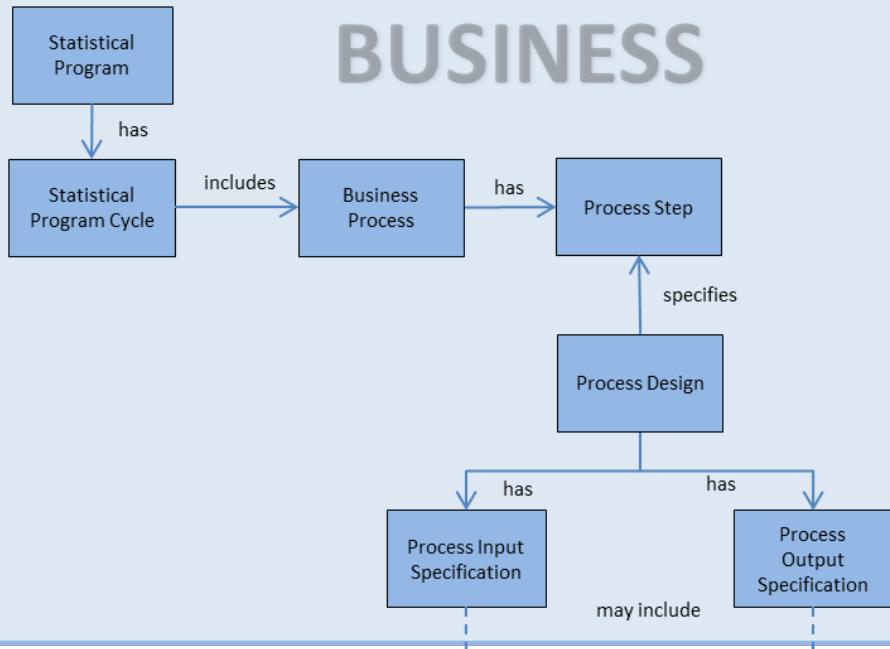 BUSINESS
Statistical
Program
has
Statistical
Program Cycle
includes
Business
Process
has
Process Step
specifies
Process Design
has
has
Process Input
Specification
Process
Output
Specification
may include